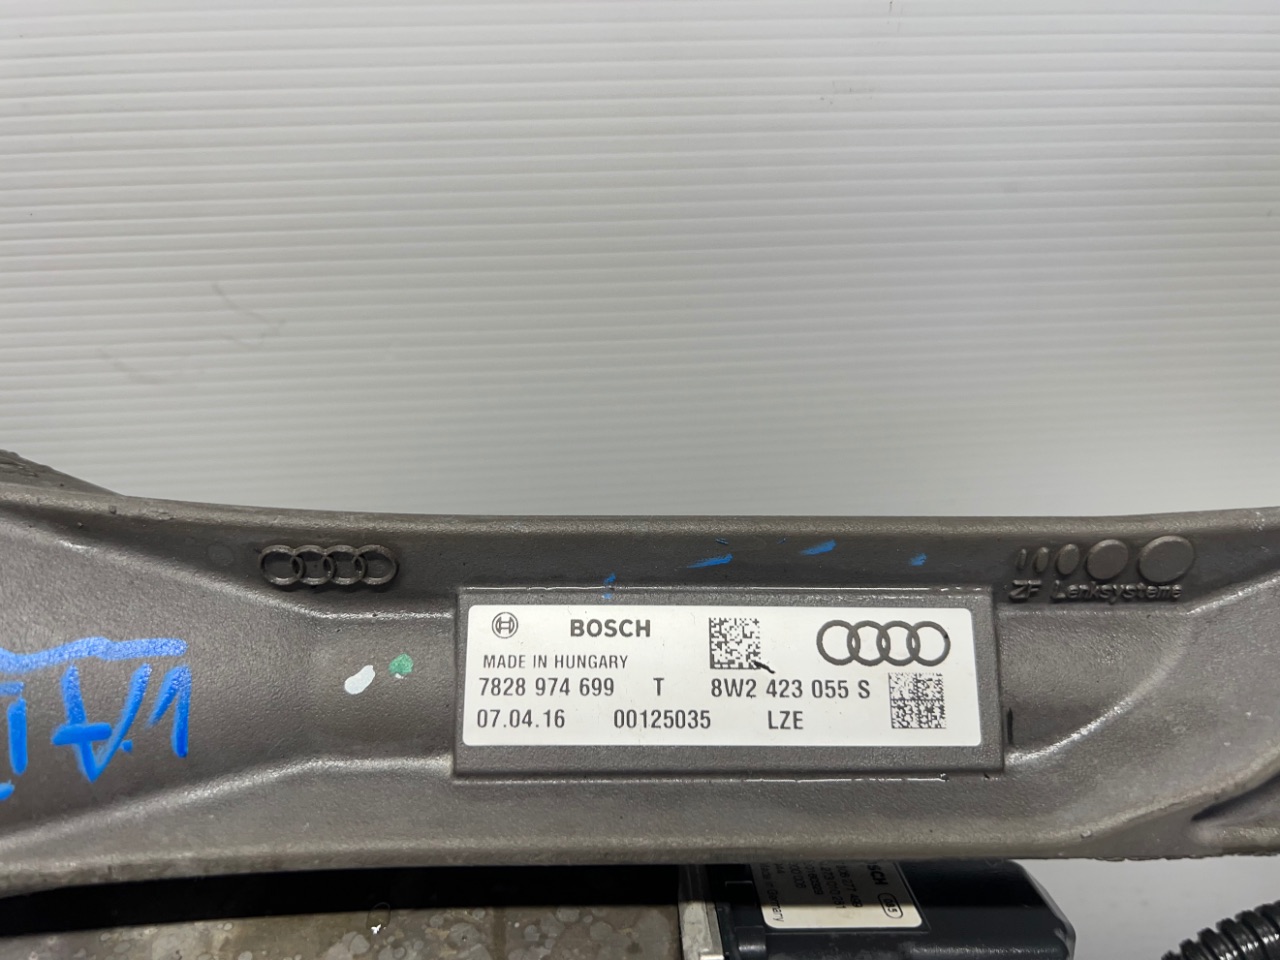 ZF Lenksysteme
BOSCH
MADE IN HUNGARY
7828 974 699 T 8W2 423 055 S
07.04.16 00125035 LZE